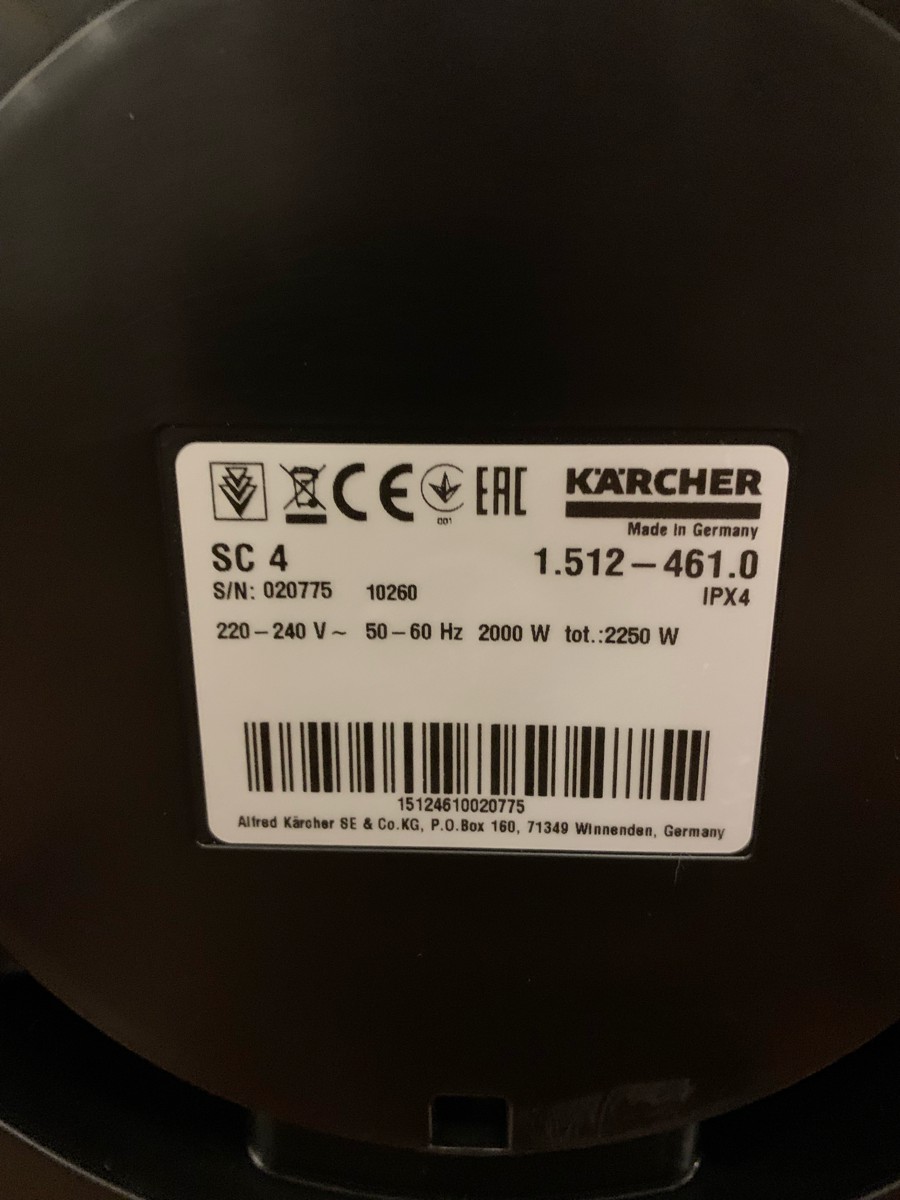 CE 001 EAC KÄRCHER
Made in Germany
SC 4 1.512-461.0
S/N: 020775 10260 IPX4
220-240 V~ 50-60 Hz 2000 W tot.:2250 W
15124610020775
Alfred Kärcher SE & Co.KG, P.O.Box 160, 71349 Winnenden, Germany